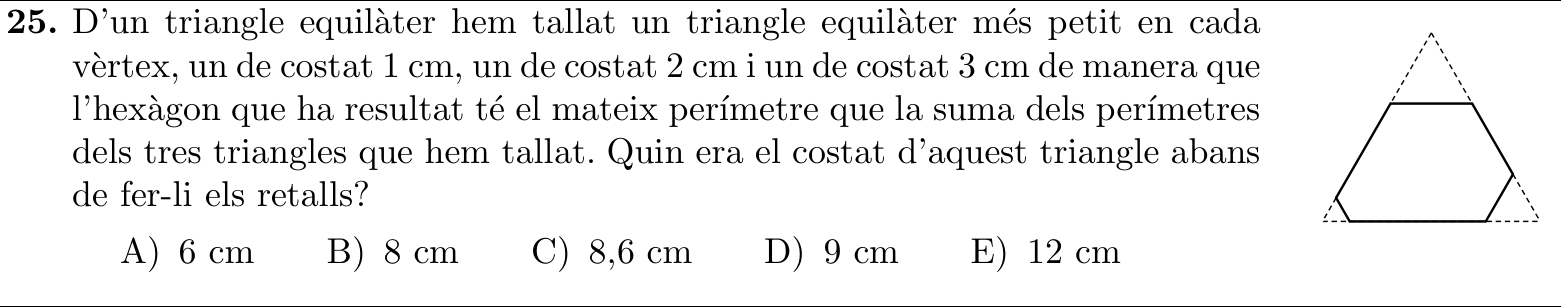 25. D’un triangle equilàter hem tallat un triangle equilàter més petit en cada
vèrtex, un de costat 1 cm, un de costat 2 cm i un de costat 3 cm de manera que
l’hexàgon que ha resultat té el mateix perímetre que la suma dels perímetres
dels tres triangles que hem tallat. Quin era el costat d’aquest triangle abans
de fer-li els retalls?
A) 6 cm B) 8 cm C) 8,6 cm D) 9 cm E) 12 cm